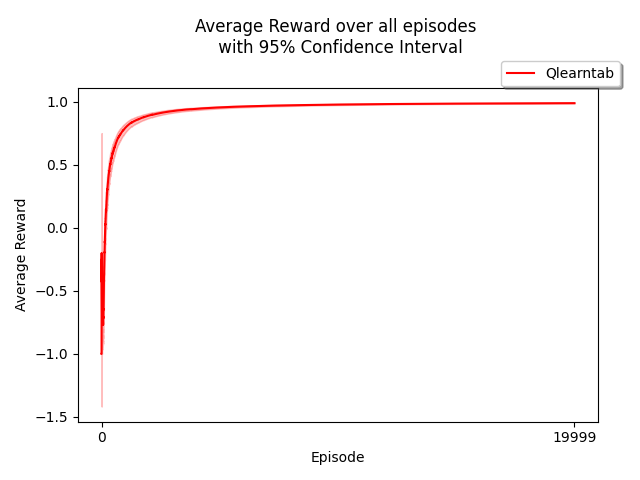 Average Reward over all episodes
with 95% Confidence Interval
Qlearntab
1.0
0.5
0.0
−0.5
−1.0
−1.5
Average Reward
0
19999
Episode